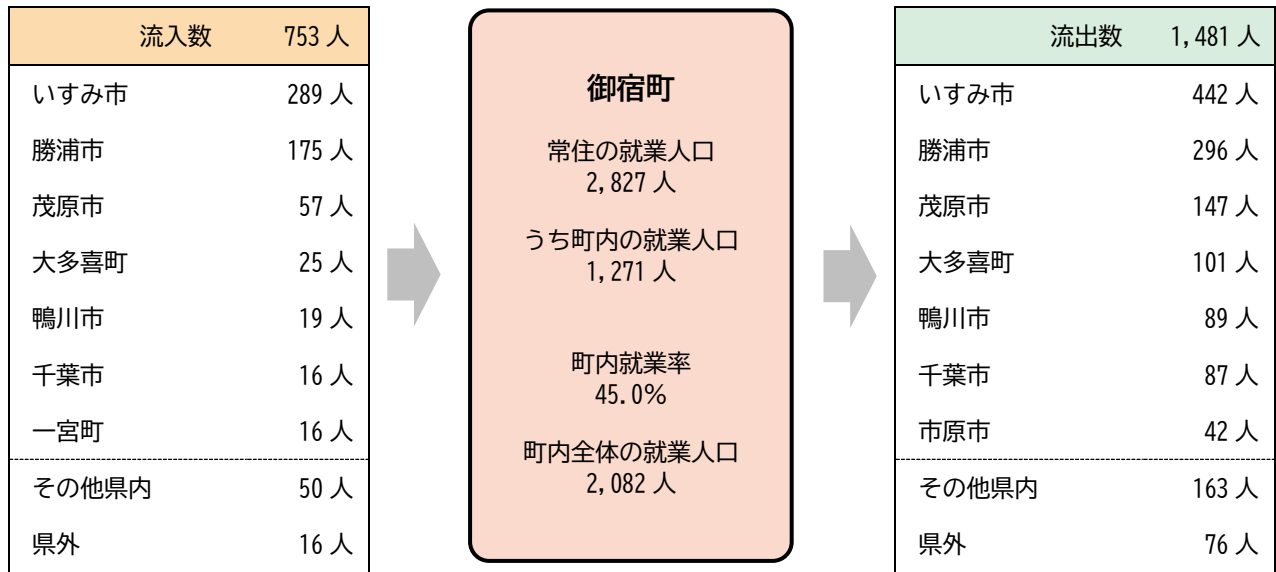 流入数 753 人
いすみ市 289 人
勝浦市 175 人
茂原市 57 人
大多喜町 25 人
鴨川市 19 人
千葉市 16 人
一宮町 16 人
その他県内 50 人
県外 16 人
御宿町
常住の就業人口
2,827 人
うち町内の就業人口
1,271 人
町内就業率
45.0%
町内全体の就業人口
2,082 人
流出数 1,481 人
いすみ市 442 人
勝浦市 296 人
茂原市 147 人
大多喜町 101 人
鴨川市 89 人
千葉市 87 人
市原市 42 人
その他県内 163 人
県外 76 人